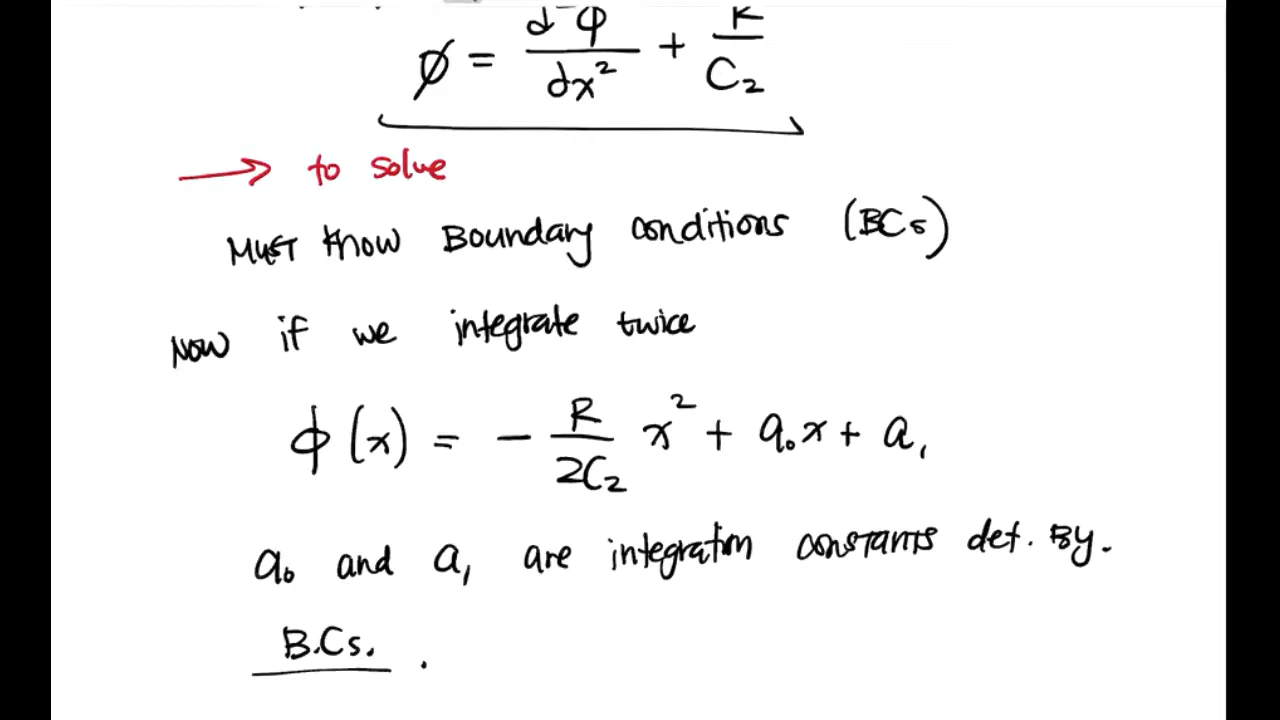 ∅ = d²φ/dx² + R/C₂
→ to solve
Must know Boundary conditions (BCs)
Now if we integrate twice
ϕ(x) = - R/2C₂ x² + a₀x + a₁
a₀ and a₁ are integration constants det. By.
B.Cs. .